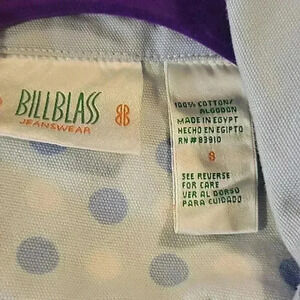 BILLBLASS
JEANSWEAR
BB
100% COTTON/
ALGODON
MADE IN EGYPT
HECHO EN EGIPTO
RN#83910
8
SEE REVERSE
FOR CARE
VER AL DORSO
PARA CUIDADO